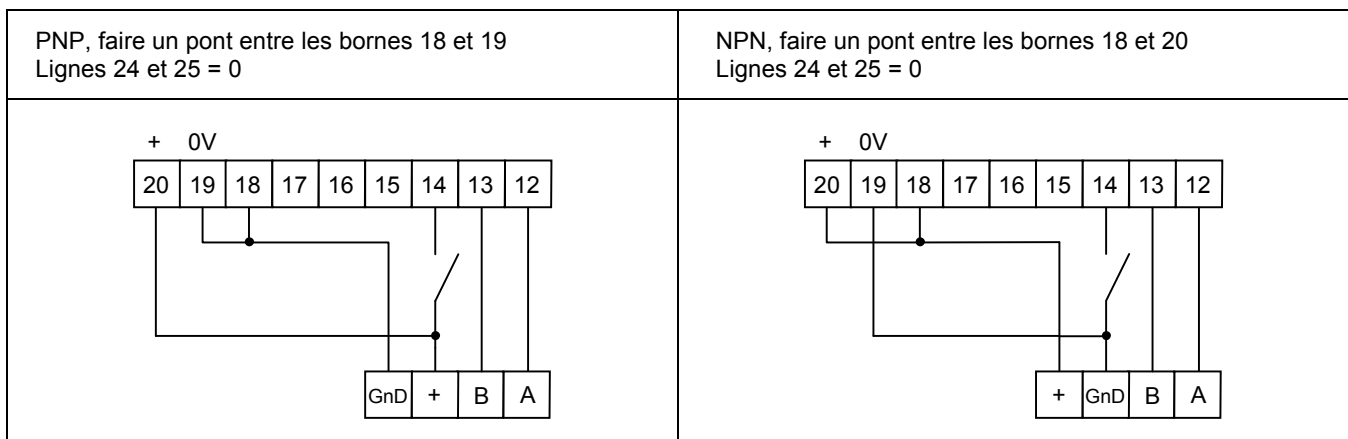 PNP, faire un pont entre les bornes 18 et 19
Lignes 24 et 25 = 0
NPN, faire un pont entre les bornes 18 et 20
Lignes 24 et 25 = 0
+ 0V
20 19 18 17 16 15 14 13 12
GnD + B A
+ 0V
20 19 18 17 16 15 14 13 12
+ GnD B A